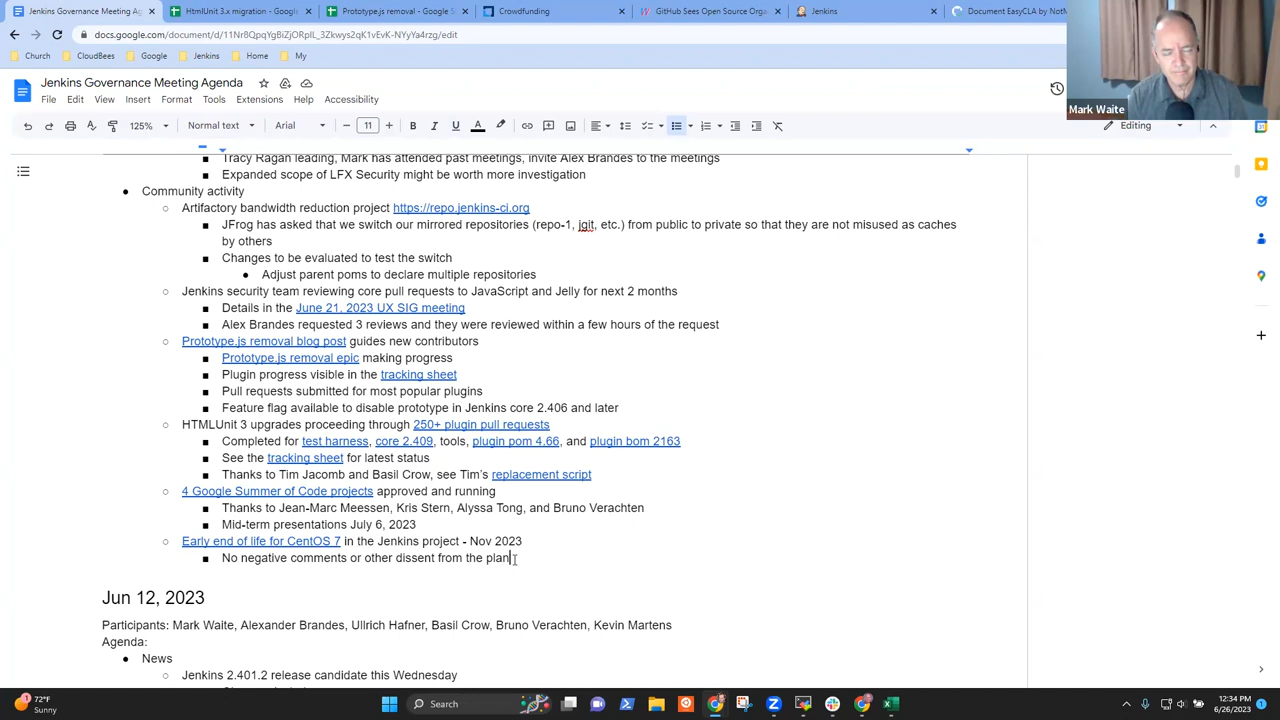 Jenkins Governance Meeting Ag
HTMLUnit 3.x migration - Google
Prototype.js removal - Google S
Crowdfunding
GitHub Sees Open Source Orga
Jenkins
Document EasyCLA by NotM
docs.google.com/document/d/11Nr8QpqYgBiZjORpIL_3Zkwys2qK1vEvK-NYyYa4rzg/edit
Church
CloudBees
Google
Jenkins
Home
My
Jenkins Governance Meeting Agenda
File Edit View Insert Format Tools Extensions Help Accessibility
Mark Waite
125% Normal text Arial 11 Editing
Tracy Ragan leading, Mark has attended past meetings, invite Alex Brandes to the meetings
Expanded scope of LFX Security might be worth more investigation
Community activity
Artifactory bandwidth reduction project https://repo.jenkins-ci.org
JFrog has asked that we switch our mirrored repositories (repo-1, jgit, etc.) from public to private so that they are not misused as caches
by others
Changes to be evaluated to test the switch
Adjust parent poms to declare multiple repositories
Jenkins security team reviewing core pull requests to JavaScript and Jelly for next 2 months
Details in the June 21, 2023 UX SIG meeting
Alex Brandes requested 3 reviews and they were reviewed within a few hours of the request
Prototype.js removal blog post guides new contributors
Prototype.js removal epic making progress
Plugin progress visible in the tracking sheet
Pull requests submitted for most popular plugins
Feature flag available to disable prototype in Jenkins core 2.406 and later
HTMLUnit 3 upgrades proceeding through 250+ plugin pull requests
Completed for test harness, core 2.409, tools, plugin pom 4.66, and plugin bom 2163
See the tracking sheet for latest status
Thanks to Tim Jacomb and Basil Crow, see Tim's replacement script
4 Google Summer of Code projects approved and running
Thanks to Jean-Marc Meessen, Kris Stern, Alyssa Tong, and Bruno Verachten
Mid-term presentations July 6, 2023
Early end of life for CentOS 7 in the Jenkins project - Nov 2023
No negative comments or other dissent from the plan
Jun 12, 2023
Participants: Mark Waite, Alexander Brandes, Ullrich Hafner, Basil Crow, Bruno Verachten, Kevin Martens
Agenda:
News
Jenkins 2.401.2 release candidate this Wednesday
72°F
Sunny
Search
12:34 PM
6/26/2023